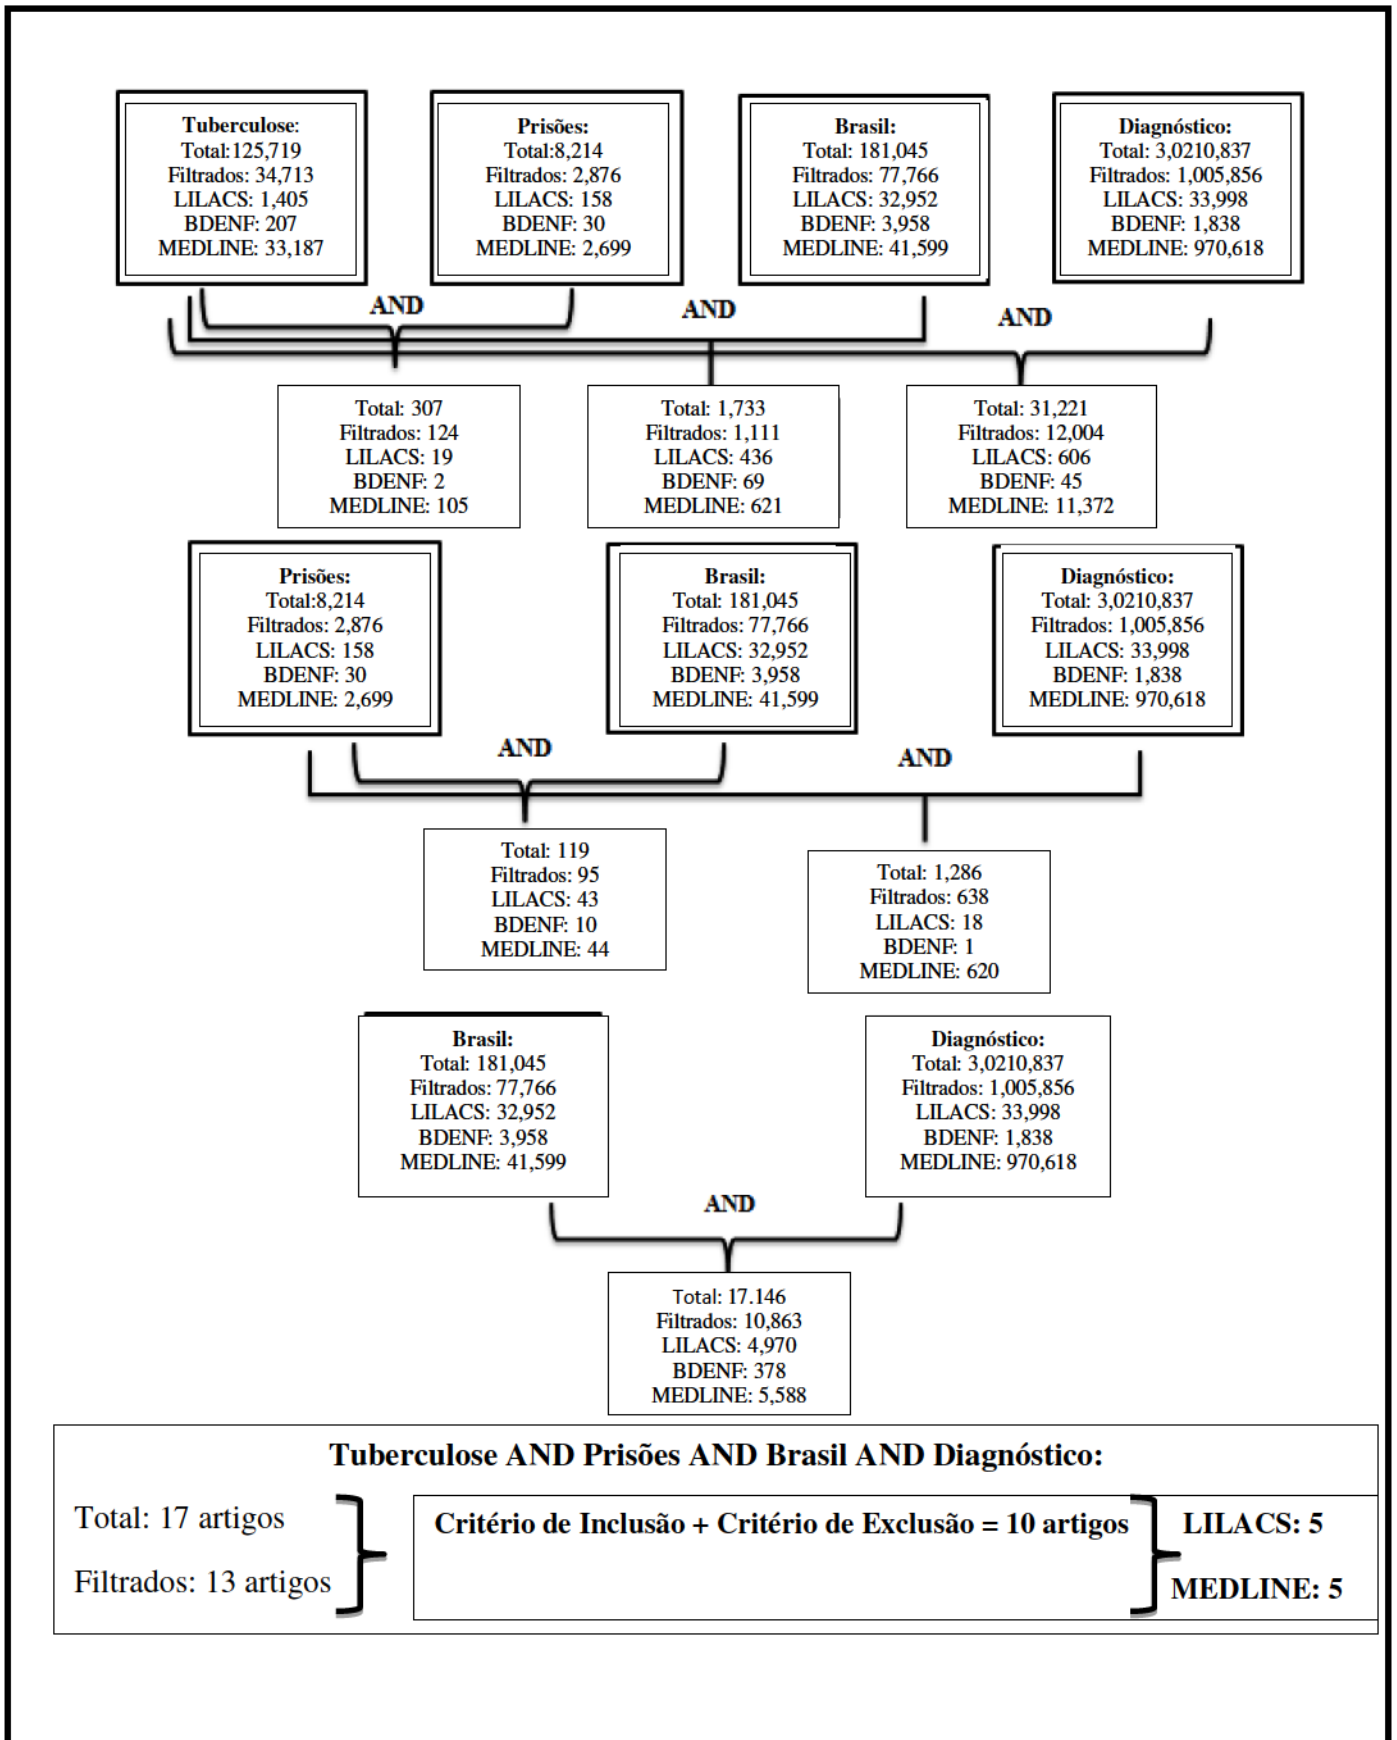 Tuberculose:
Total:125,719
Filtrados: 34,713
LILACS: 1,405
BDENF: 207
MEDLINE: 33,187
Prisões:
Total:8,214
Filtrados: 2,876
LILACS: 158
BDENF: 30
MEDLINE: 2,699
Brasil:
Total: 181,045
Filtrados: 77,766
LILACS: 32,952
BDENF: 3,958
MEDLINE: 41,599
Diagnóstico:
Total: 3,0210,837
Filtrados: 1,005,856
LILACS: 33,998
BDENF: 1,838
MEDLINE: 970,618
AND
AND
AND
Total: 307
Filtrados: 124
LILACS: 19
BDENF: 2
MEDLINE: 105
Total: 1,733
Filtrados: 1,111
LILACS: 436
BDENF: 69
MEDLINE: 621
Total: 31,221
Filtrados: 12,004
LILACS: 606
BDENF: 45
MEDLINE: 11,372
Prisões:
Total:8,214
Filtrados: 2,876
LILACS: 158
BDENF: 30
MEDLINE: 2,699
Brasil:
Total: 181,045
Filtrados: 77,766
LILACS: 32,952
BDENF: 3,958
MEDLINE: 41,599
Diagnóstico:
Total: 3,0210,837
Filtrados: 1,005,856
LILACS: 33,998
BDENF: 1,838
MEDLINE: 970,618
AND
AND
Total: 119
Filtrados: 95
LILACS: 43
BDENF: 10
MEDLINE: 44
Total: 1,286
Filtrados: 638
LILACS: 18
BDENF: 1
MEDLINE: 620
Brasil:
Total: 181,045
Filtrados: 77,766
LILACS: 32,952
BDENF: 3,958
MEDLINE: 41,599
Diagnóstico:
Total: 3,0210,837
Filtrados: 1,005,856
LILACS: 33,998
BDENF: 1,838
MEDLINE: 970,618
AND
Total: 17.146
Filtrados: 10,863
LILACS: 4,970
BDENF: 378
MEDLINE: 5,588
Tuberculose AND Prisões AND Brasil AND Diagnóstico:
Total: 17 artigos
Filtrados: 13 artigos
Critério de Inclusão + Critério de Exclusão = 10 artigos
LILACS: 5
MEDLINE: 5